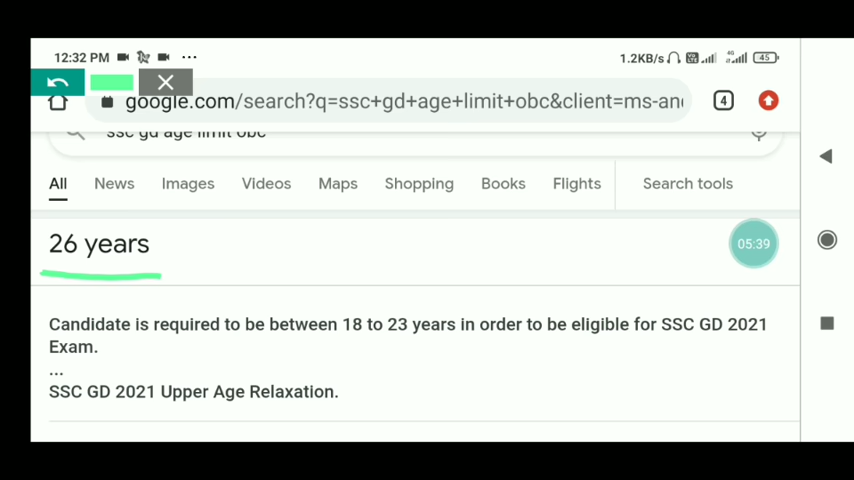 12:32 PM ...
1.2KB/s 4G 45
google.com/search?q=ssc+gd+age+limit+obc&client=ms-an
4
ssc gd age limit obc
All News Images Videos Maps Shopping Books Flights Search tools
26 years
05:39
Candidate is required to be between 18 to 23 years in order to be eligible for SSC GD 2021
Exam.
...
SSC GD 2021 Upper Age Relaxation.